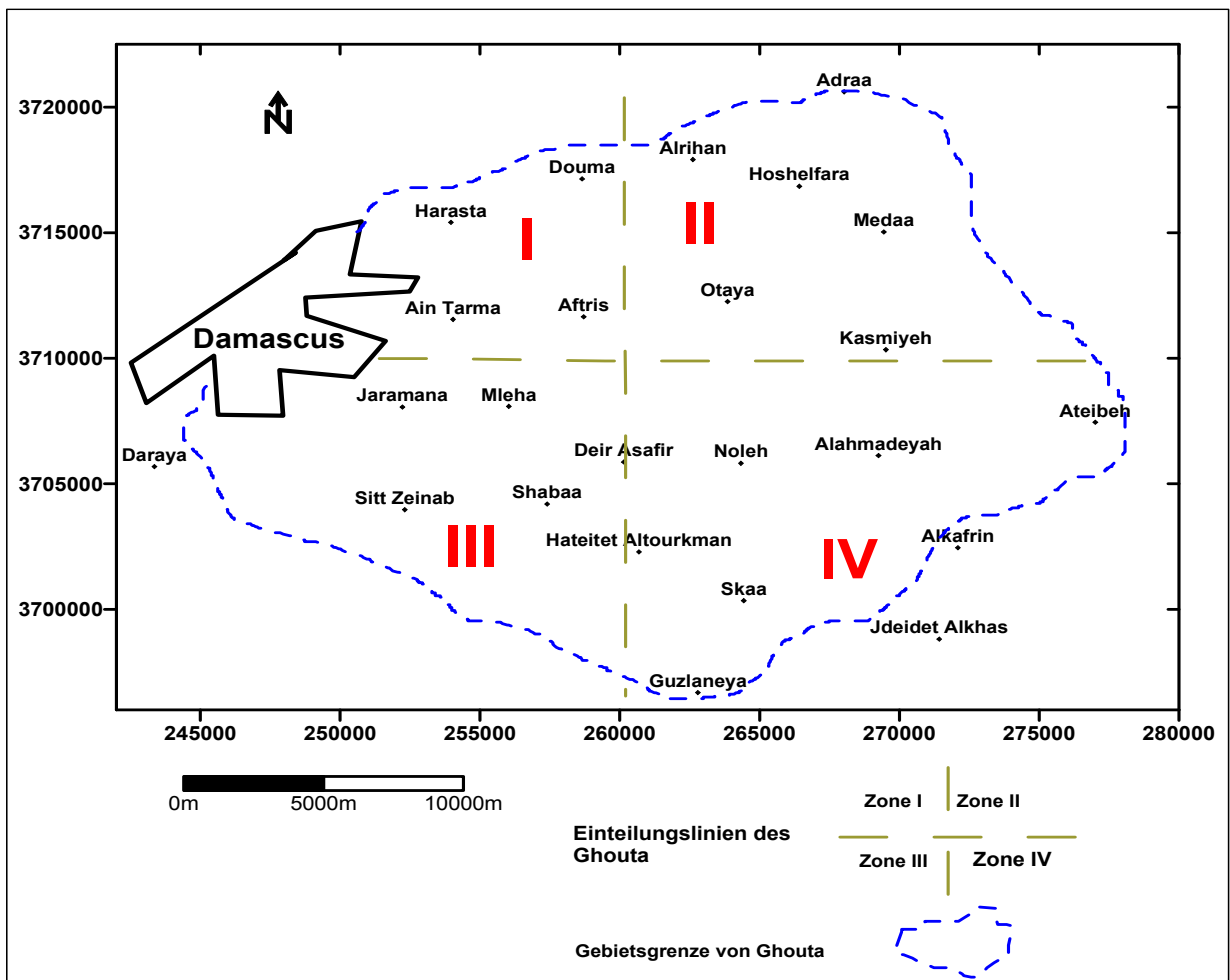 Adraa
3720000
N
Alrihan
Douma
Hoshelfara
Harasta
Medaa
I
II
3715000
Otaya
Ain Tarma
Aftris
Damascus
Kasmiyeh
3710000
Jaramana
Mleha
Ateibeh
Daraya
Deir Asafir
Noleh
Alahmadeyah
3705000
Sitt Zeinab
Shabaa
III
Hateitet Altourkman
IV
Alkafrin
Skaa
3700000
Jdeidet Alkhas
Guzlaneya
245000 250000 255000 260000 265000 270000 275000 280000
0m 5000m 10000m
Zone I Zone II
Einteilungslinien des
Ghouta
Zone III Zone IV
Gebietsgrenze von Ghouta